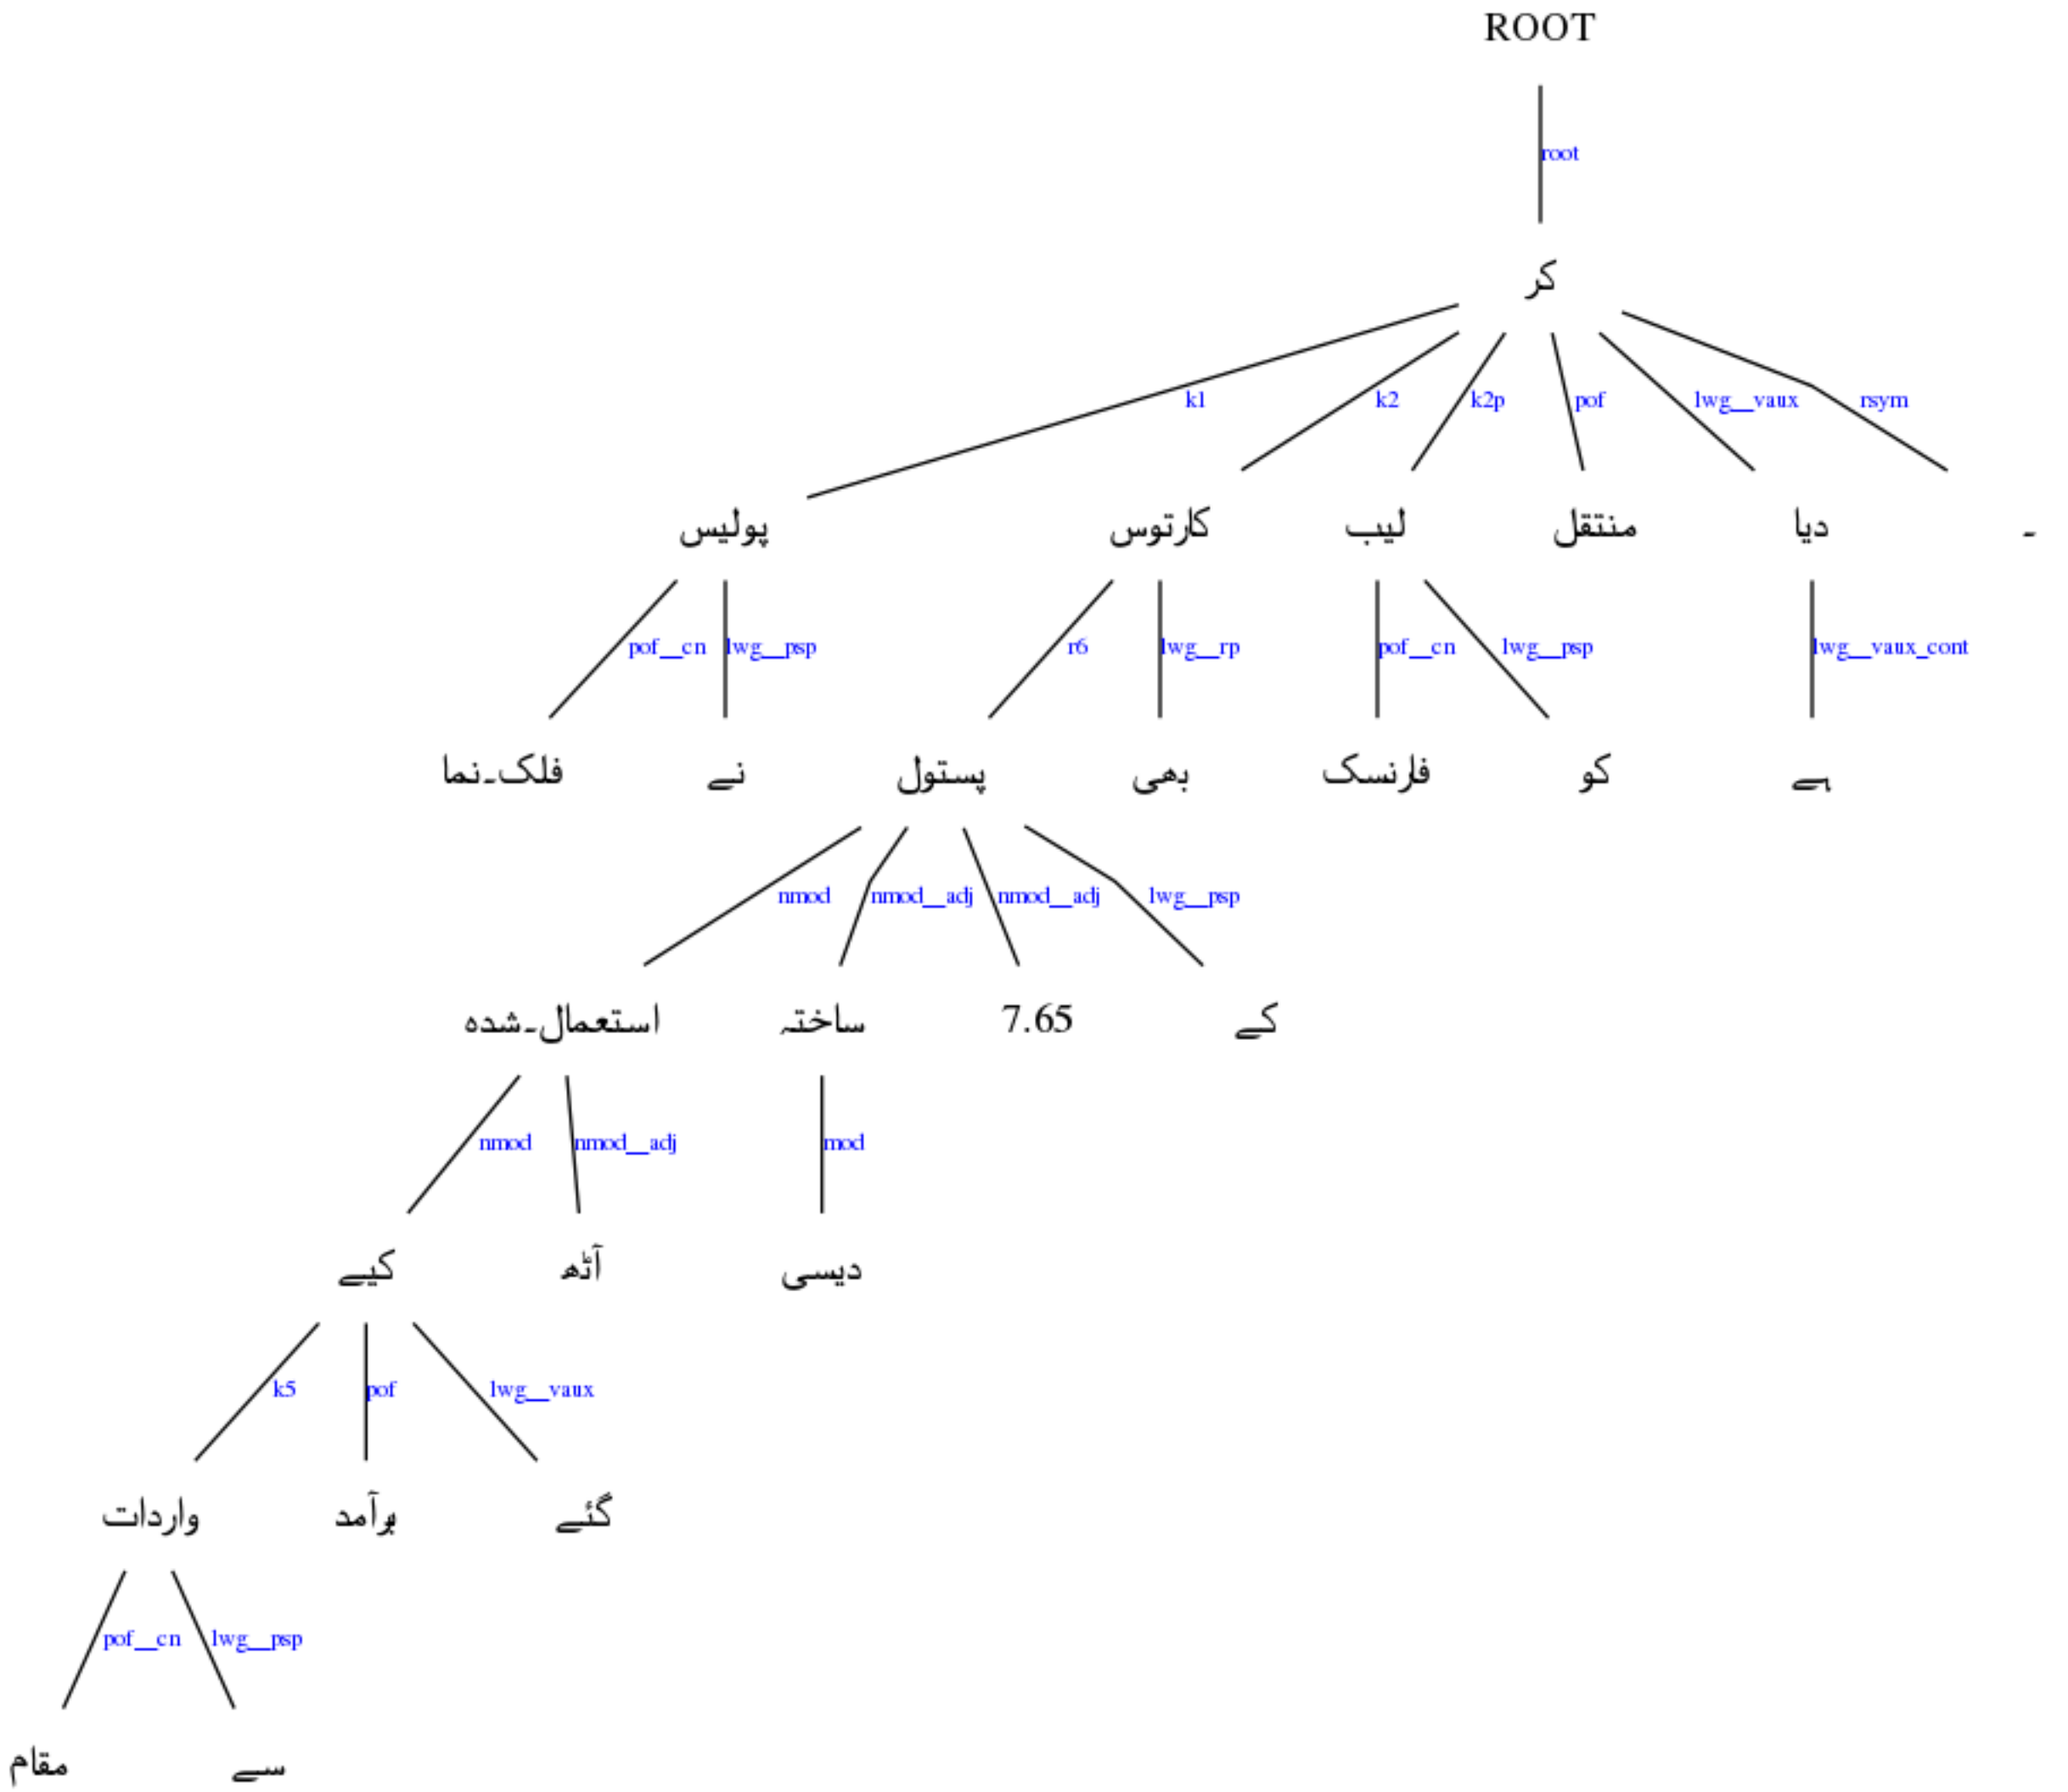 ROOT
root
کر
k1
k2
k2p
pof
lwg__vaux
rsym
پولیس
کارتوس
لیب
منتقل
دیا
۔
pof__cn
lwg__psp
r6
lwg__rp
pof__cn
lwg__psp
lwg__vaux_cont
فلک۔نما
نے
پستول
بھی
فارنسک
کو
ہے
nmod
nmod__adj
nmod__adj
lwg__psp
استعمال۔شدہ
ساختہ
7.65
کے
nmod
nmod__adj
mod
کیے
آٹھ
دیسی
k5
pof
lwg__vaux
واردات
برآمد
گئے
pof__cn
lwg__psp
مقام
سے